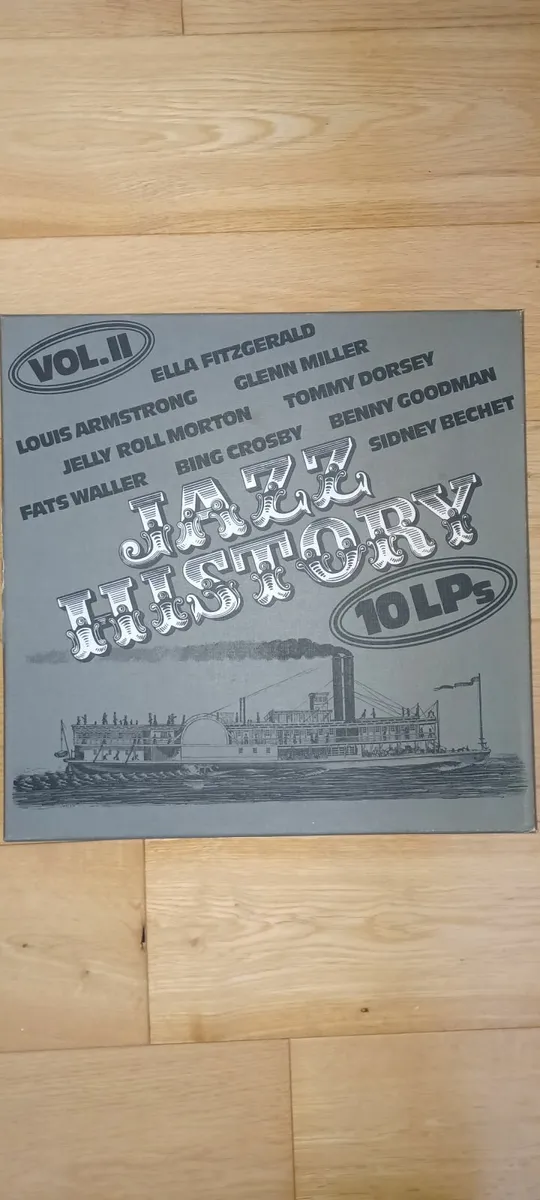 VOL. II
ELLA FITZGERALD
LOUIS ARMSTRONG
GLENN MILLER
JELLY ROLL MORTON
TOMMY DORSEY
FATS WALLER
BING CROSBY
BENNY GOODMAN
SIDNEY BECHET
JAZZ
HISTORY
10 LPs